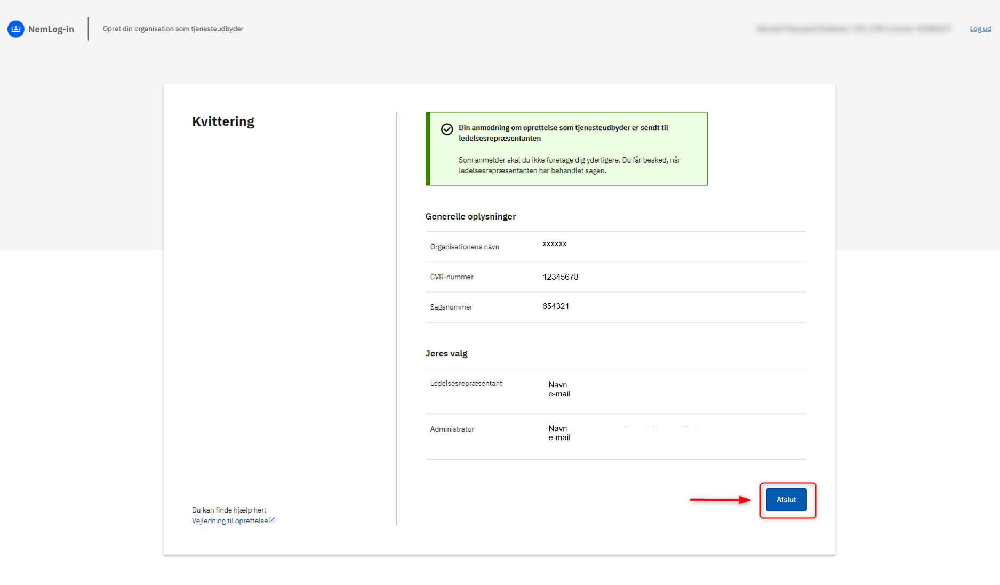 NemLog-in
Opret din organisation som tjenesteudbyder
Log ud
Kvittering
Din anmodning om oprettelse som tjenesteudbyder er sendt til
ledelsesrepræsentanten
Som anmelder skal du ikke foretage dig yderligere. Du får besked, når
ledelsesrepræsentanten har behandlet sagen.
Generelle oplysninger
Organisationens navn xxxxxx
CVR-nummer 12345678
Sagsnummer 654321
Jeres valg
Ledelsesrepræsentant Navn
e-mail
Administrator Navn
e-mail
Afslut
Du kan finde hjælp her:
Vejledning til oprettelse